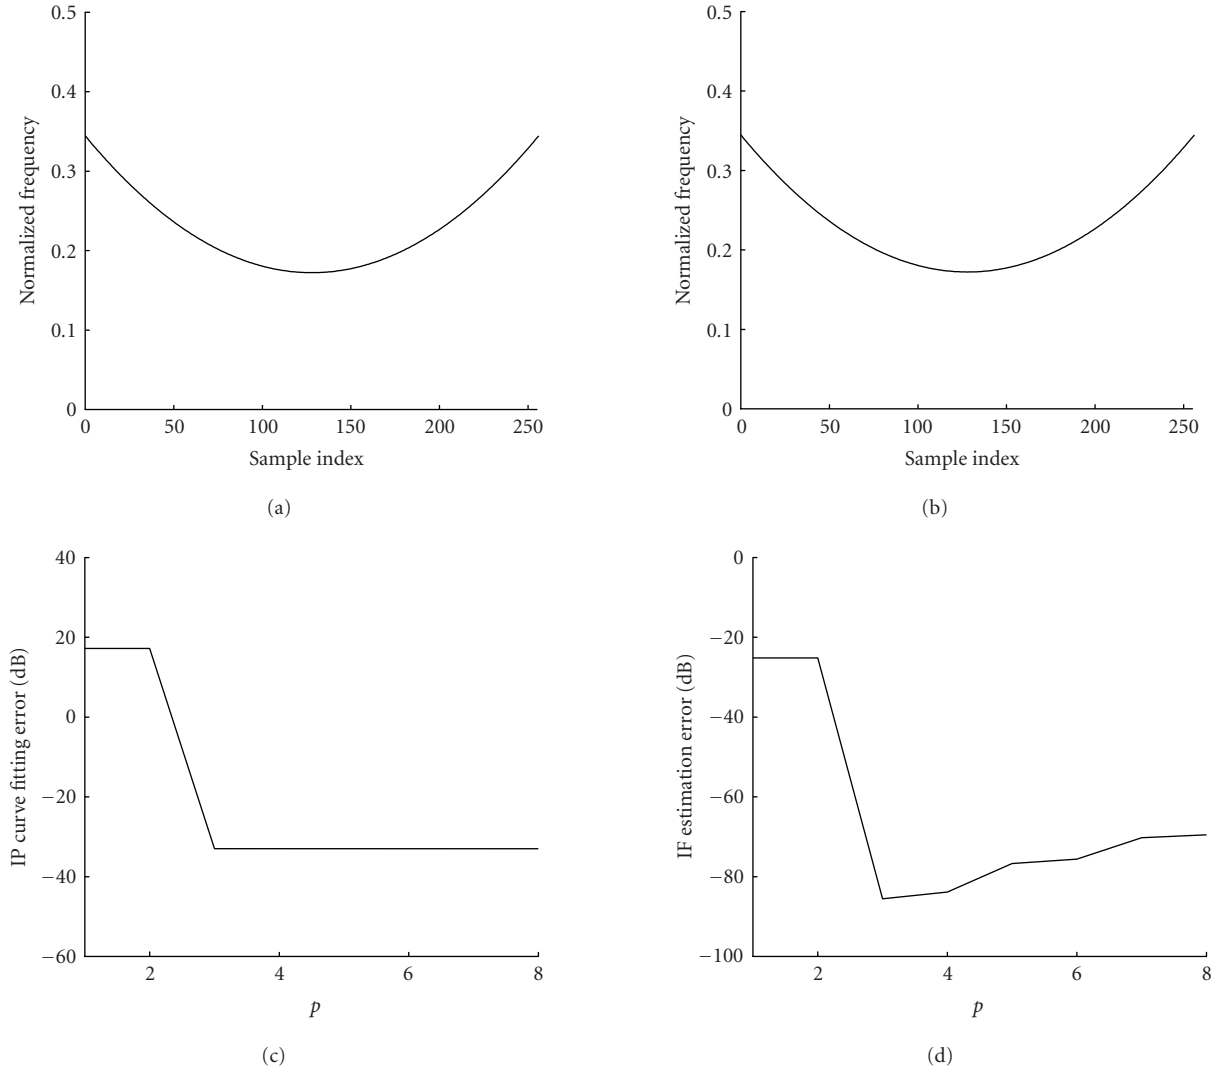 0.5
0.4
0.3
0.2
0.1
0
0 50 100 150 200 250
Normalized frequency
Sample index
(a)
0.5
0.4
0.3
0.2
0.1
0
0 50 100 150 200 250
Normalized frequency
Sample index
(b)
40
20
0
−20
−40
−60
2 4 6 8
IP curve fitting error (dB)
p
(c)
0
−20
−40
−60
−80
−100
2 4 6 8
IF estimation error (dB)
p
(d)